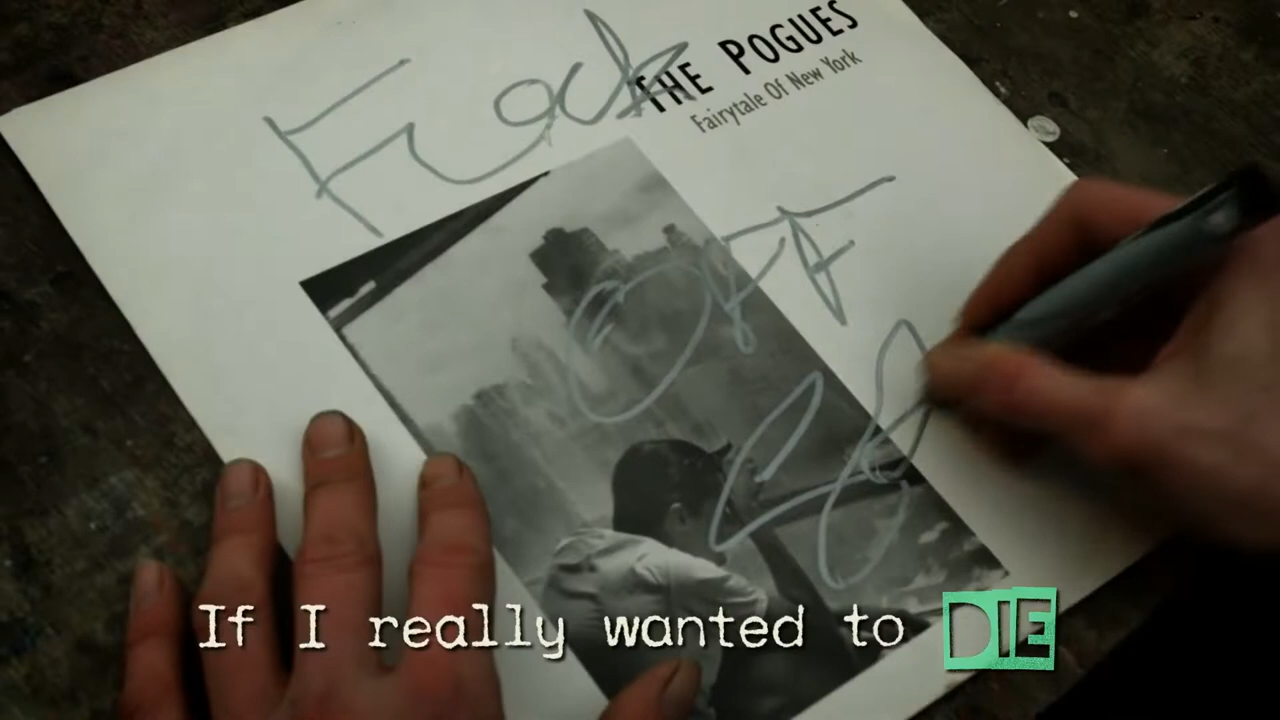 THE POGUES
Fairytale Of New York
Fuck
OFF
If I really wanted to DIE